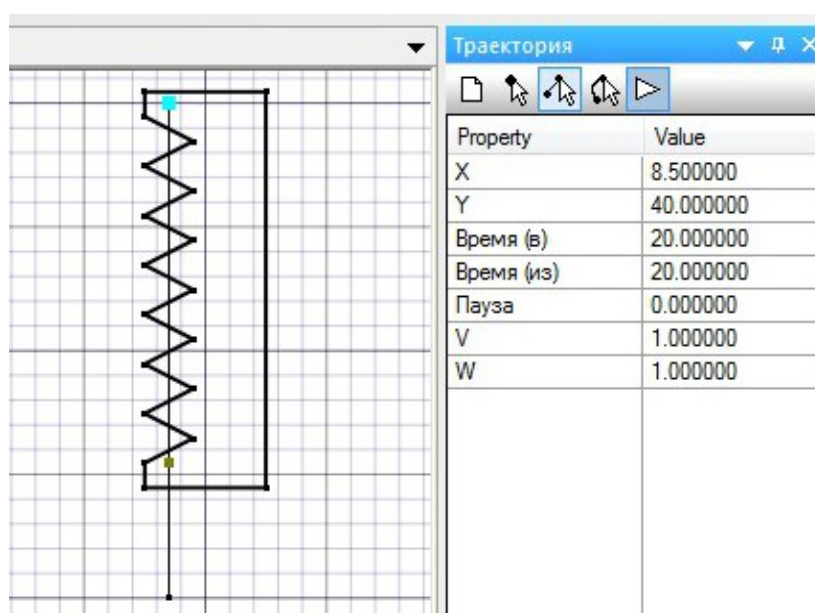 Траектория
Property Value
X 8.500000
Y 40.000000
Время (в) 20.000000
Время (из) 20.000000
Пауза 0.000000
V 1.000000
W 1.000000